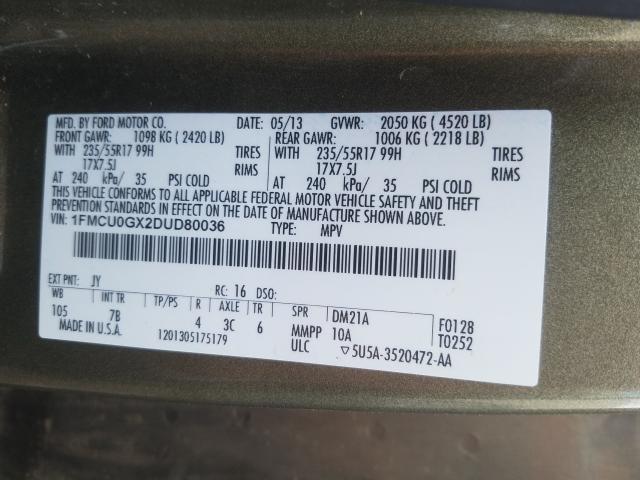 MFD. BY FORD MOTOR CO. DATE: 05/13 GVWR: 2050 KG ( 4520 LB)
FRONT GAWR: 1098 KG ( 2420 LB) REAR GAWR: 1006 KG ( 2218 LB)
WITH 235/55R17 99H TIRES WITH 235/55R17 99H TIRES
17X7.5J RIMS 17X7.5J RIMS
AT 240 kPa/ 35 PSI COLD AT 240 kPa/ 35 PSI COLD
THIS VEHICLE CONFORMS TO ALL APPLICABLE FEDERAL MOTOR VEHICLE SAFETY AND THEFT
PREVENTION STANDARDS IN EFFECT ON THE DATE OF MANUFACTURE SHOWN ABOVE.
VIN: 1FMCU0GX2DUD80036 TYPE: MPV
EXT PNT: JY RC: 16 DSO:
WB INT TR TP/PS R AXLE TR SPR DM21A F0128
105 7B 4 3C 6 MMPP 10A T0252
MADE IN U.S.A. 1201305175179 ULC ▽5U5A-3520472-AA